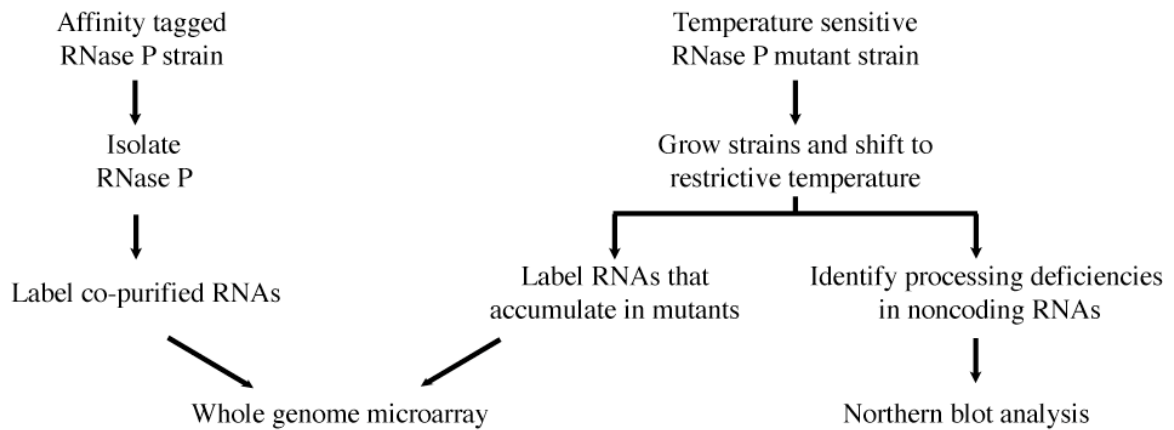 Affinity tagged
RNase P strain
Isolate
RNase P
Label co-purified RNAs
Temperature sensitive
RNase P mutant strain
Grow strains and shift to
restrictive temperature
Label RNAs that
accumulate in mutants
Identify processing deficiencies
in noncoding RNAs
Whole genome microarray
Northern blot analysis